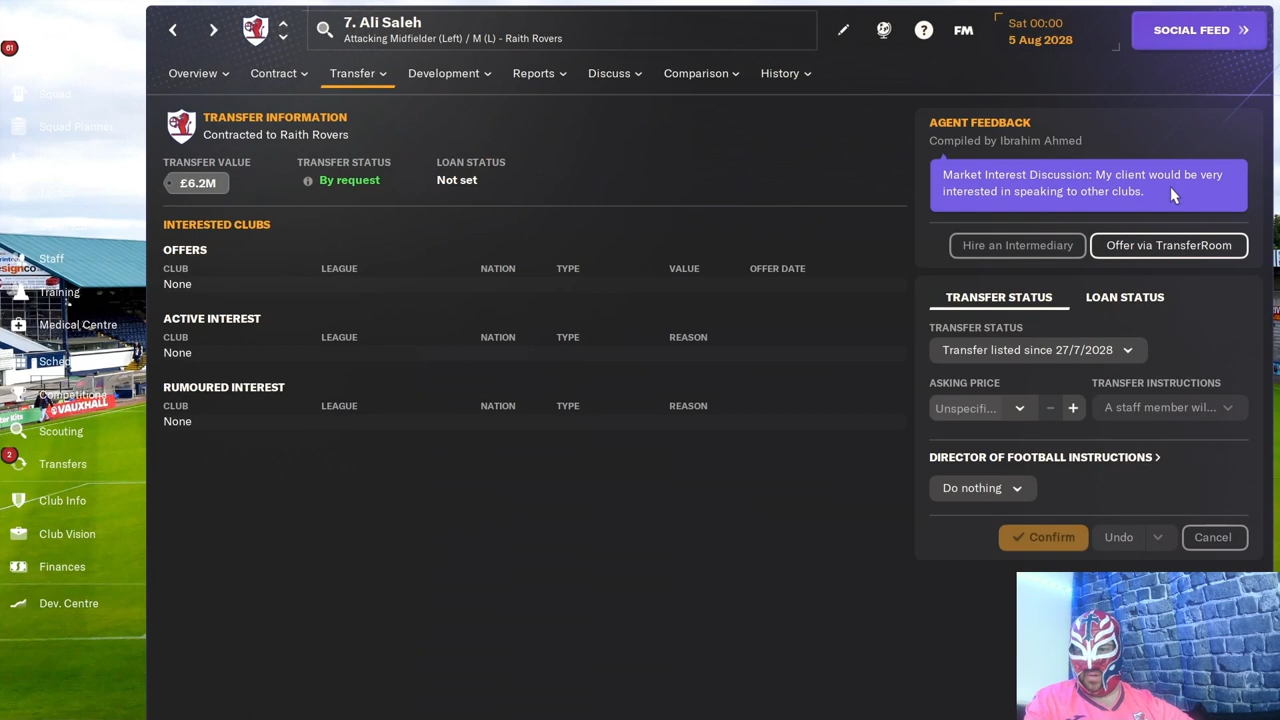 7. Ali Saleh
Attacking Midfielder (Left) / M (L) - Raith Rovers
FM
Sat 00:00
5 Aug 2028
SOCIAL FEED
61
Overview
Contract
Transfer
Development
Reports
Discuss
Comparison
History
Squad
Squad Planner
Staff
Training
Medical Centre
Sched
Competitions
VAUXHALL
Scouting
2
Transfers
Club Info
Club Vision
Finances
Dev. Centre
TRANSFER INFORMATION
Contracted to Raith Rovers
TRANSFER VALUE TRANSFER STATUS LOAN STATUS
£6.2M By request Not set
INTERESTED CLUBS
OFFERS
CLUB LEAGUE NATION TYPE VALUE OFFER DATE
None
ACTIVE INTEREST
CLUB LEAGUE NATION TYPE REASON
None
RUMOURED INTEREST
CLUB LEAGUE NATION TYPE REASON
None
AGENT FEEDBACK
Compiled by Ibrahim Ahmed
Market Interest Discussion: My client would be very
interested in speaking to other clubs.
Hire an Intermediary Offer via TransferRoom
TRANSFER STATUS LOAN STATUS
TRANSFER STATUS
Transfer listed since 27/7/2028
ASKING PRICE TRANSFER INSTRUCTIONS
Unspecifi... A staff member wil...
DIRECTOR OF FOOTBALL INSTRUCTIONS >
Do nothing
Confirm Undo Cancel